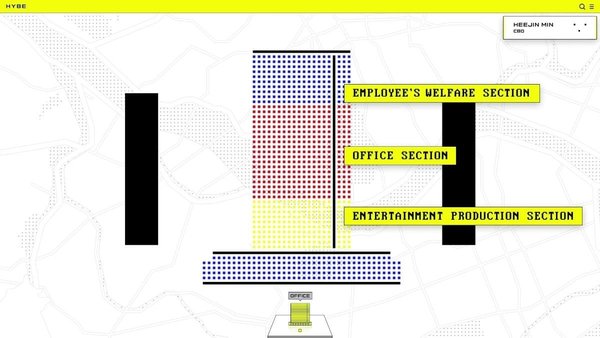 HYBE
HEEJIN MIN
CBO
EMPLOYEE'S WELFARE SECTION
OFFICE SECTION
ENTERTAINMENT PRODUCTION SECTION
OFFICE